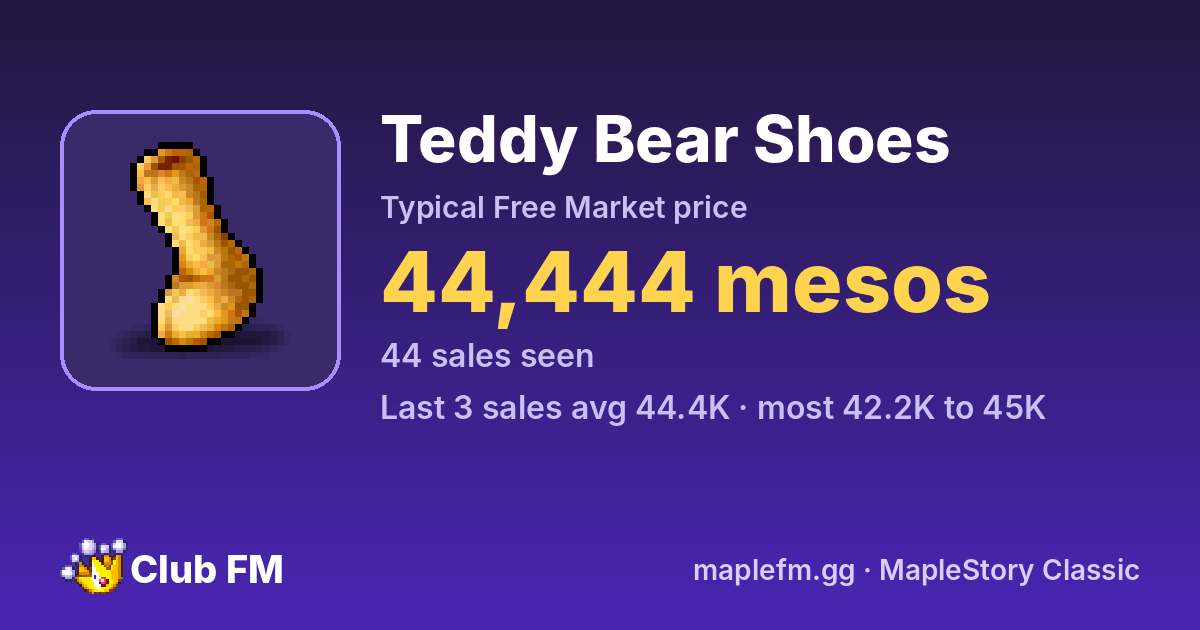 Teddy Bear Shoes
Typical Free Market price
44,444 mesos
44 sales seen
Last 3 sales avg 44.4K · most 42.2K to 45K
Club FM
maplefm.gg · MapleStory Classic